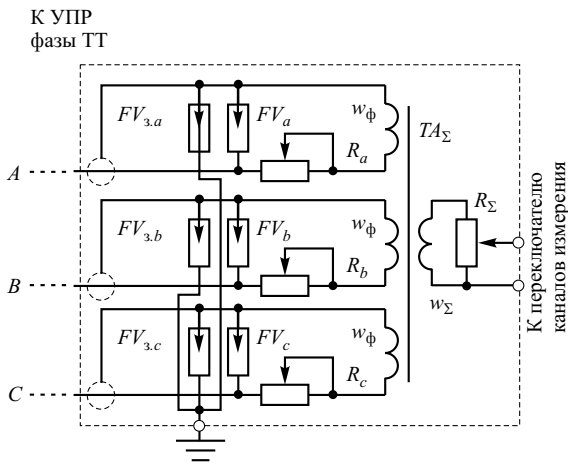 К УПР
фазы ТТ
FVз.a
FVa
wф
Ra
A
TAΣ
FVз.b
FVb
wф
Rb
B
RΣ
wΣ
FVз.c
FVc
wф
Rc
C
К переключателю
каналов измерения